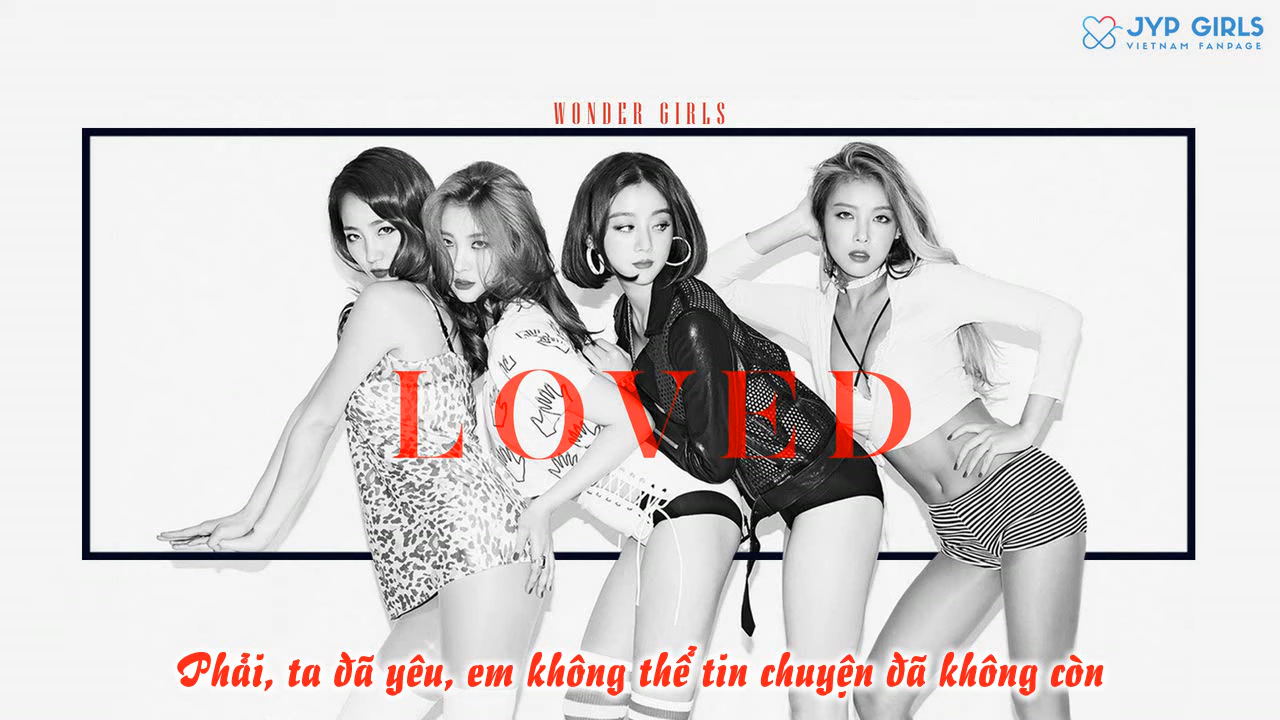 JYP GIRLS
VIETNAM FANPAGE
WONDER GIRLS
LOVED
Phải, ta đã yêu, em không thể tin chuyện đã không còn